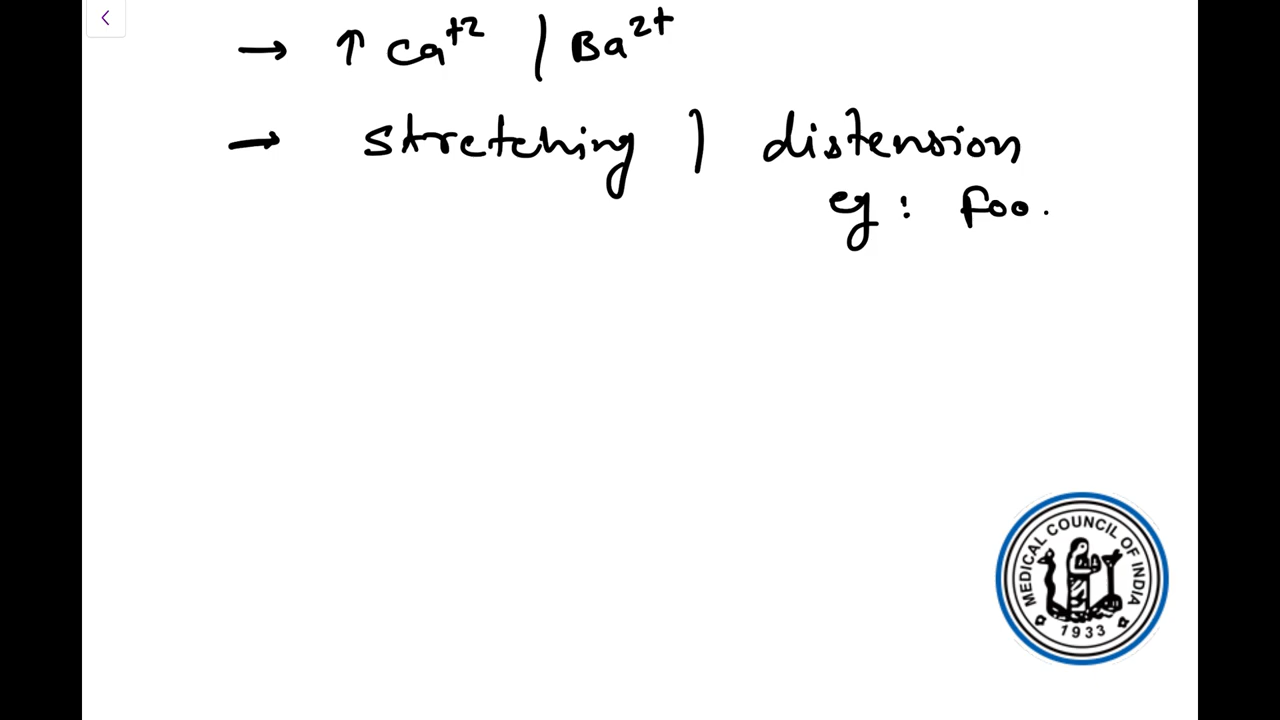 → ↑ Ca⁺² | Ba²⁺
→ stretching | distension
eg : foo.
MEDICAL COUNCIL OF INDIA
1933